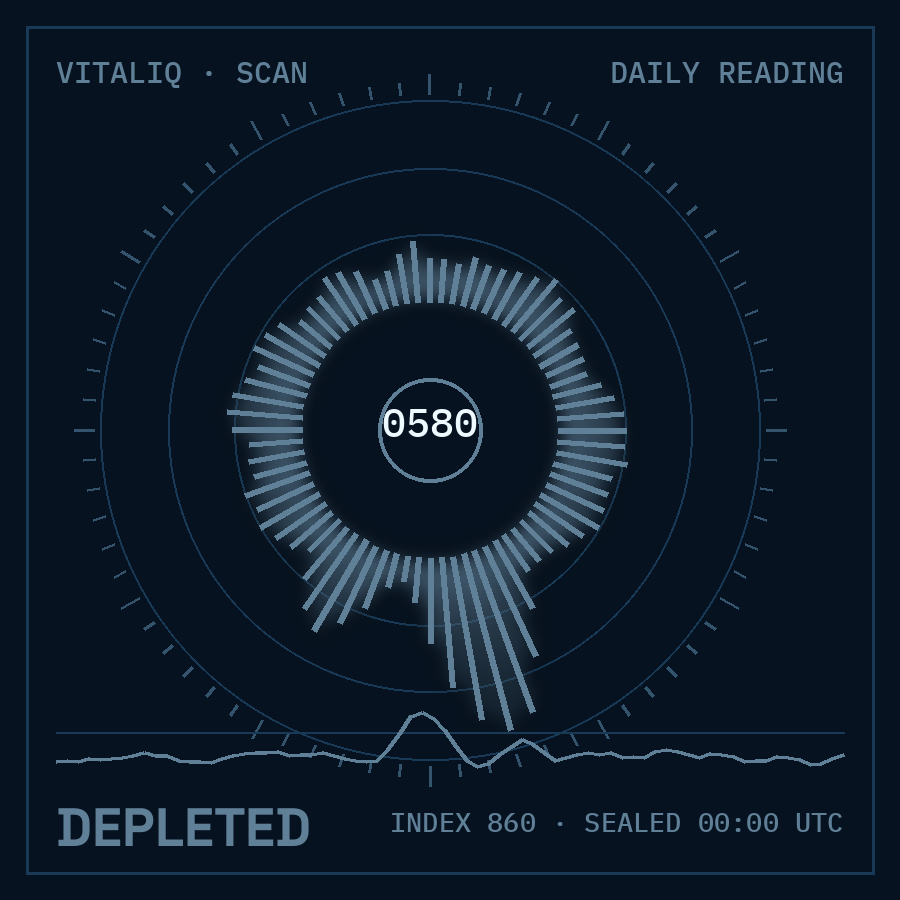 VITALIQ · SCAN
DAILY READING
0580
DEPLETED
INDEX 860 · SEALED 00:00 UTC